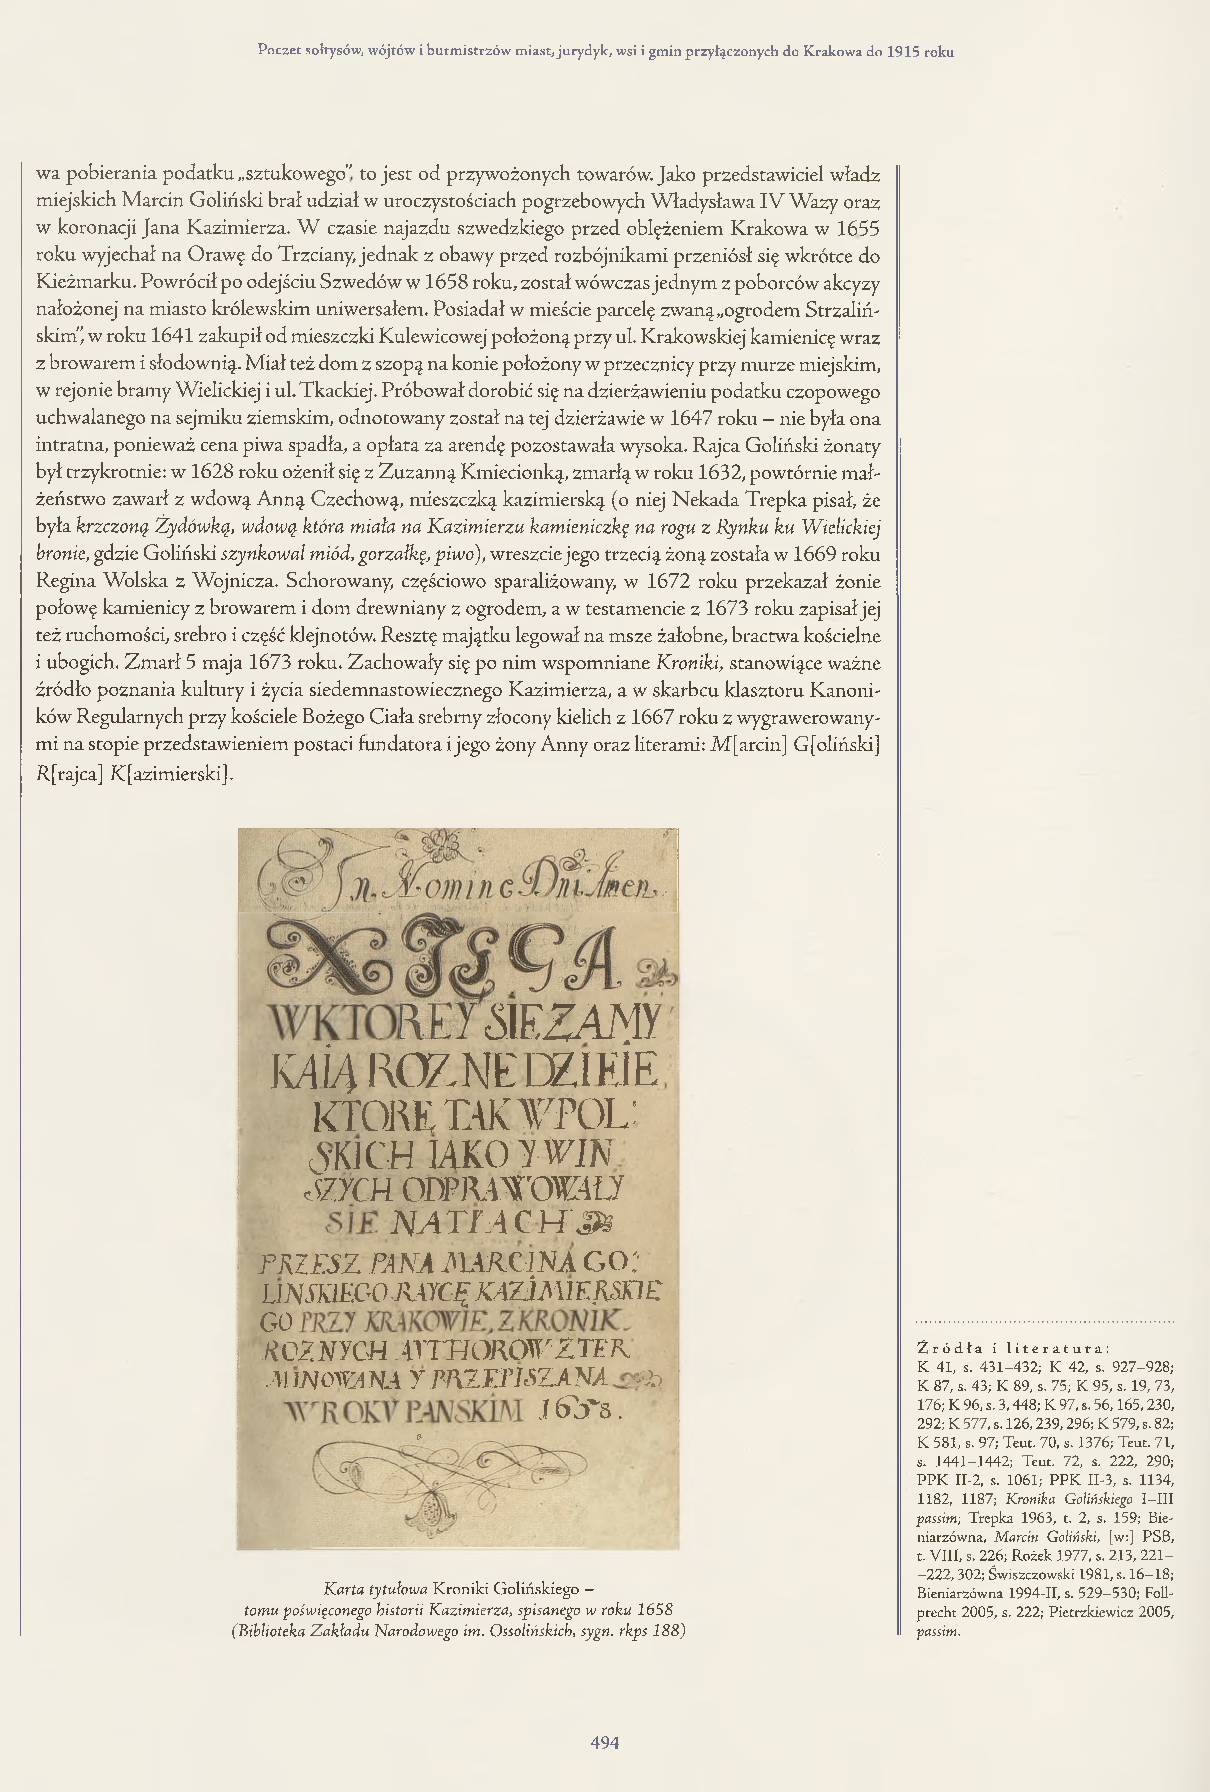 Poczet sołtysów, wójtów i burmistrzów miast, jurydyk, wsi i gmin przyłączonych do Krakowa do 1915 roku
wa pobierania podatku „sztukowego”, to jest od przywożonych towarów. Jako przedstawiciel władz
miejskich Marcin Goliński brał udział w uroczystościach pogrzebowych Władysława IV Wazy oraz
w koronacji Jana Kazimierza. W czasie najazdu szwedzkiego przed oblężeniem Krakowa w 1655
roku wyjechał na Orawę do Trzciany, jednak z obawy przed rozbójnikami przeniósł się wkrótce do
Kieżmarku. Powrócił po odejściu Szwedów w 1658 roku, został wówczas jednym z poborców akcyzy
nałożonej na miasto królewskim uniwersałem. Posiadał w mieście parcelę zwaną „ogrodem Strzaliń-
skim”, w roku 1641 zakupił od mieszczki Kulewicowej położoną przy ul. Krakowskiej kamienicę wraz
z browarem i słodownią. Miał też dom z szopą na konie położony w przecznicy przy murze miejskim,
w rejonie bramy Wielickiej i ul. Tkackiej. Próbował dorobić się na dzierżawieniu podatku czopowego
uchwalanego na sejmiku ziemskim, odnotowany został na tej dzierżawie w 1647 roku – nie była ona
intratna, ponieważ cena piwa spadła, a opłata za arendę pozostawała wysoka. Rajca Goliński żonaty
był trzykrotnie: w 1628 roku ożenił się z Zuzanną Kmiecionką, zmarłą w roku 1632, powtórnie mał-
żeństwo zawarł z wdową Anną Czechową, mieszczką kazimierską (o niej Nekada Trepka pisał, że
była krzczoną Żydówką, wdową która miała na Kazimierzu kamieniczkę na rogu z Rynku ku Wielickiej
bronie, gdzie Goliński szynkował miód, gorzałkę, piwo), wreszcie jego trzecią żoną została w 1669 roku
Regina Wolska z Wojnicza. Schorowany, częściowo sparaliżowany, w 1672 roku przekazał żonie
połowę kamienicy z browarem i dom drewniany z ogrodem, a w testamencie z 1673 roku zapisał jej
też ruchomości, srebro i część klejnotów. Resztę majątku legował na msze żałobne, bractwa kościelne
i ubogich. Zmarł 5 maja 1673 roku. Zachowały się po nim wspomniane Kroniki, stanowiące ważne
źródło poznania kultury i życia siedemnastowiecznego Kazimierza, a w skarbcu klasztoru Kanoni-
ków Regularnych przy kościele Bożego Ciała srebrny złocony kielich z 1667 roku z wygrawerowany-
mi na stopie przedstawieniem postaci fundatora i jego żony Anny oraz literami: M[arcin] G[oliński]
R[rajca] K[azimierski].
In Nomine Dni Amen
XIĘGA
WKTOREY SIE ZAMY
KAIĄ ROZNE DZIEIE,
KTORE TAK WPOL:
SKICH IAKO Y WIN
SZYCH ODPRAWOWAŁY
SIE NATIACH
PRZESZ PANA MARCINA GO:
LINSKIEGO RAYCĘ KAZIMIERSKIE
GO PRZY KRAKOWIE, Z KRONIK.
ROZNYCH AVTHOROW ZTER
MINOWANA Y PRZEPISZANA
W ROKV PANSKIM 1658.
Karta tytułowa Kroniki Golińskiego –
tomu poświęconego historii Kazimierza, spisanego w roku 1658
(Biblioteka Zakładu Narodowego im. Ossolińskich, sygn. rkps 188)
Źródła i literatura:
K 41, s. 431–432; K 42, s. 927–928;
K 87, s. 43; K 89, s. 75; K 95, s. 19, 73,
176; K 96, s. 3, 448; K 97, s. 56, 165, 230,
292; K 577, s. 126, 239, 296; K 579, s. 82;
K 581, s. 97; Teut. 70, s. 1376; Teut. 71,
s. 1441–1442; Teut. 72, s. 222, 290;
PPK II-2, s. 1061; PPK II-3, s. 1134,
1182, 1187; Kronika Golińskiego I–III
passim; Trepka 1963, t. 2, s. 159; Bie-
niarzówna, Marcin Goliński, [w:] PSB,
t. VIII, s. 226; Rożek 1977, s. 213, 221–
–222, 302; Świszczowski 1981, s. 16–18;
Bieniarzówna 1994-II, s. 529–530; Foll-
precht 2005, s. 222; Pietrzkiewicz 2005,
passim.
494